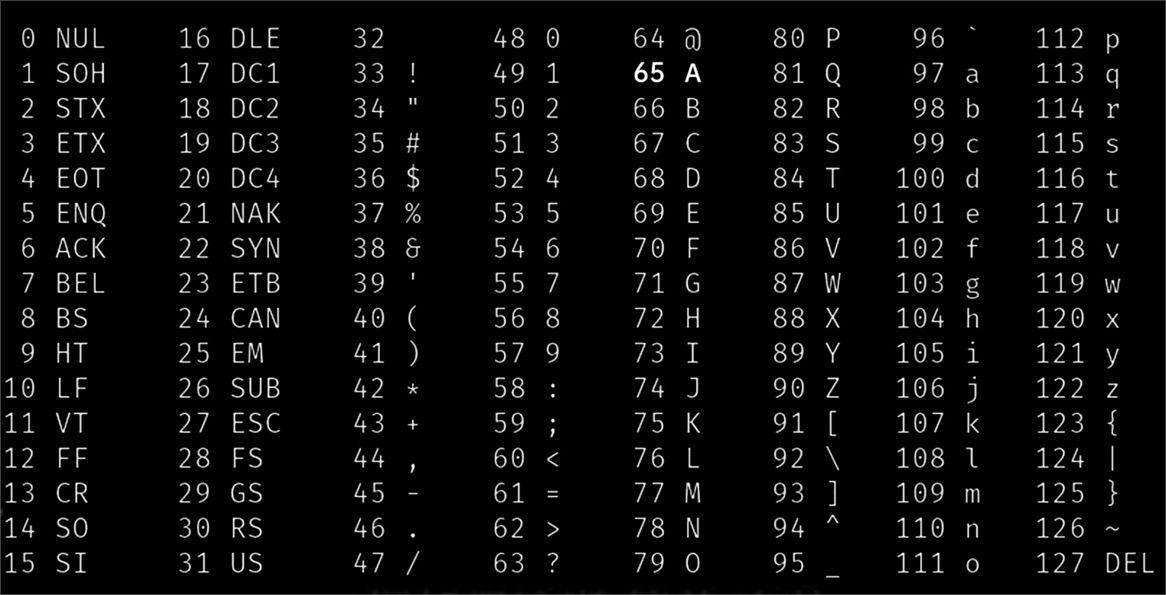 0 NUL 16 DLE 32 48 0 64 @ 80 P 96 ` 112 p
1 SOH 17 DC1 33 ! 49 1 65 A 81 Q 97 a 113 q
2 STX 18 DC2 34 " 50 2 66 B 82 R 98 b 114 r
3 ETX 19 DC3 35 # 51 3 67 C 83 S 99 c 115 s
4 EOT 20 DC4 36 $ 52 4 68 D 84 T 100 d 116 t
5 ENQ 21 NAK 37 % 53 5 69 E 85 U 101 e 117 u
6 ACK 22 SYN 38 & 54 6 70 F 86 V 102 f 118 v
7 BEL 23 ETB 39 ' 55 7 71 G 87 W 103 g 119 w
8 BS 24 CAN 40 ( 56 8 72 H 88 X 104 h 120 x
9 HT 25 EM 41 ) 57 9 73 I 89 Y 105 i 121 y
10 LF 26 SUB 42 * 58 : 74 J 90 Z 106 j 122 z
11 VT 27 ESC 43 + 59 ; 75 K 91 [ 107 k 123 {
12 FF 28 FS 44 , 60 < 76 L 92 \ 108 l 124 |
13 CR 29 GS 45 - 61 = 77 M 93 ] 109 m 125 }
14 SO 30 RS 46 . 62 > 78 N 94 ^ 110 n 126 ~
15 SI 31 US 47 / 63 ? 79 O 95 _ 111 o 127 DEL